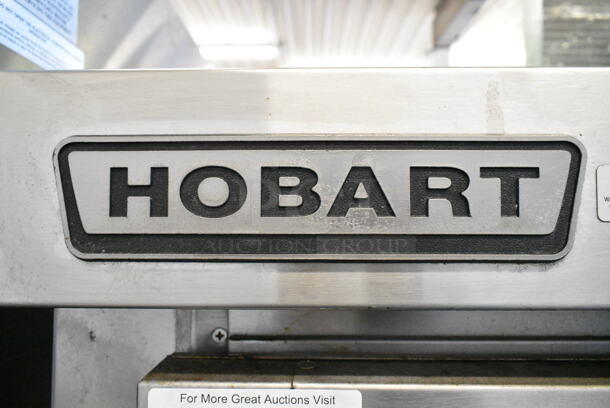 HOBART
AUCTION GROUP
For More Great Auctions Visit